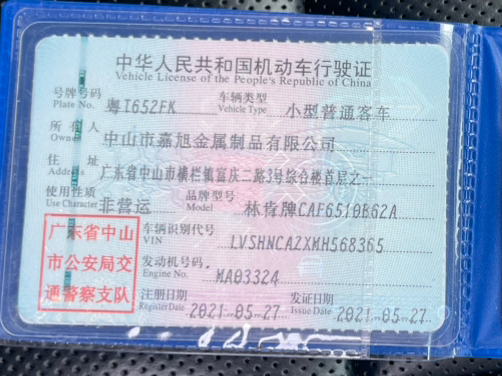 中华人民共和国机动车行驶证
Vehicle License of the People's Republic of China
号牌号码 粤T652FK 车辆类型 小型普通客车
Plate No. Vehicle Type
所有人 中山市嘉旭金属制品有限公司
Owner
住址 广东省中山市横栏镇富庆二路3号综合楼首层之一
Address
使用性质 非营运 品牌型号 林肯牌CAF6510B62A
Use Character Model
广东省中山
市公安局交
通警察支队
车辆识别代号 LVSHNCAZXMH568365
VIN
发动机号码 MA03324
Engine No.
注册日期 2021-05-27 发证日期 2021-05-27
Register Date Issue Date